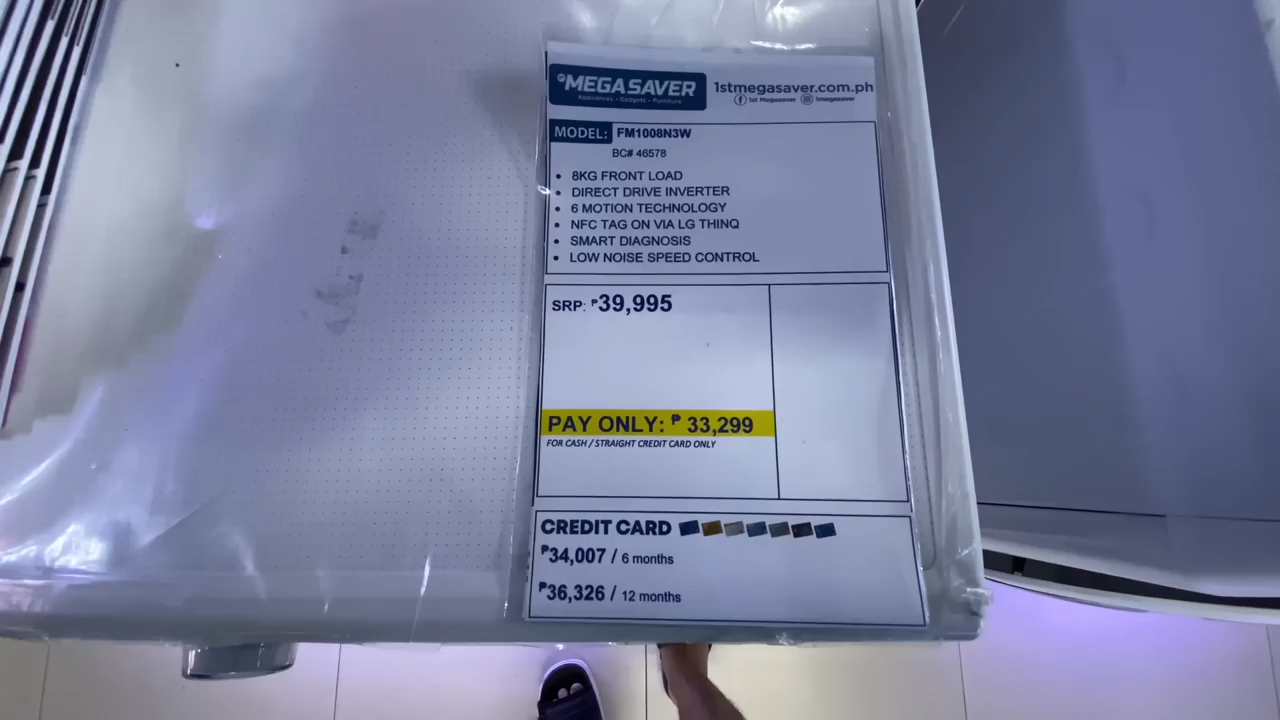 MEGA SAVER
Appliances • Gadgets • Furniture
1stmegasaver.com.ph
1st Megasaver 1megasaver
MODEL: FM1008N3W
BC# 46578
• 8KG FRONT LOAD
• DIRECT DRIVE INVERTER
• 6 MOTION TECHNOLOGY
• NFC TAG ON VIA LG THINQ
• SMART DIAGNOSIS
• LOW NOISE SPEED CONTROL
SRP: ₱39,995
PAY ONLY: ₱ 33,299
FOR CASH / STRAIGHT CREDIT CARD ONLY
CREDIT CARD
₱34,007 / 6 months
₱36,326 / 12 months